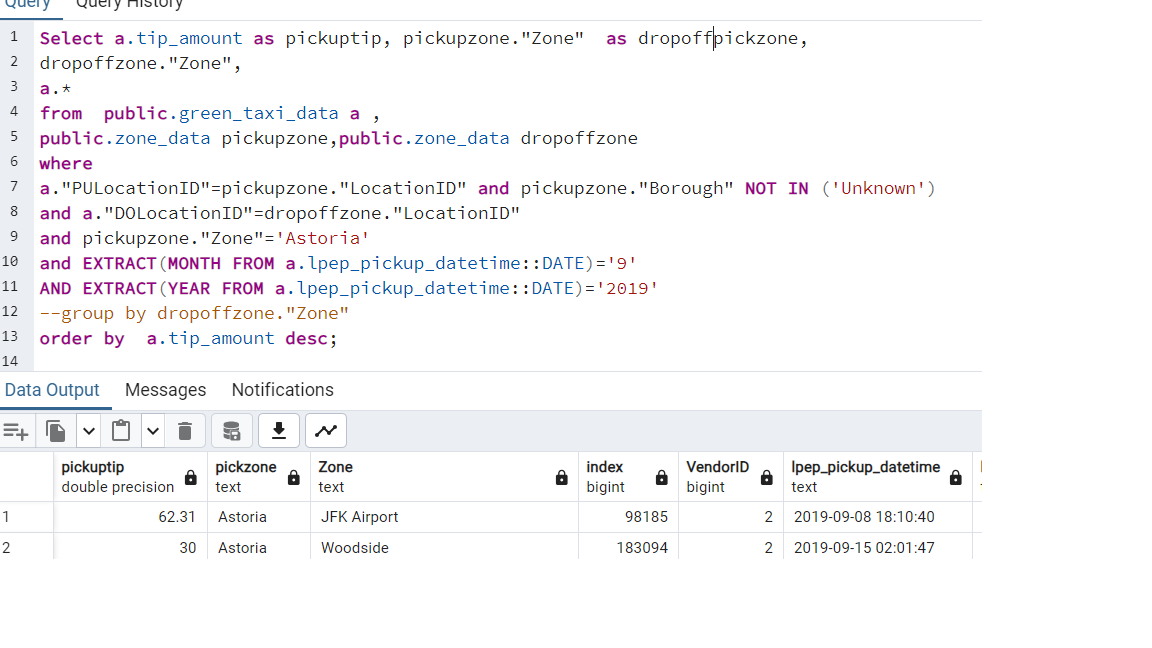 Query Query History
1 Select a.tip_amount as pickuptip, pickupzone."Zone"  as dropoffpickzone,
2 dropoffzone."Zone",
3 a.*
4 from  public.green_taxi_data a ,
5 public.zone_data pickupzone,public.zone_data dropoffzone
6 where
7 a."PULocationID"=pickupzone."LocationID" and pickupzone."Borough" NOT IN ('Unknown')
8 and a."DOLocationID"=dropoffzone."LocationID"
9 and pickupzone."Zone"='Astoria'
10 and EXTRACT(MONTH FROM a.lpep_pickup_datetime::DATE)='9'
11 AND EXTRACT(YEAR FROM a.lpep_pickup_datetime::DATE)='2019'
12 --group by dropoffzone."Zone"
13 order by  a.tip_amount desc;
14
Data Output Messages Notifications
pickuptip pickzone Zone index VendorID lpep_pickup_datetime
double precision text text bigint bigint text
1 62.31 Astoria JFK Airport 98185 2 2019-09-08 18:10:40
2 30 Astoria Woodside 183094 2 2019-09-15 02:01:47